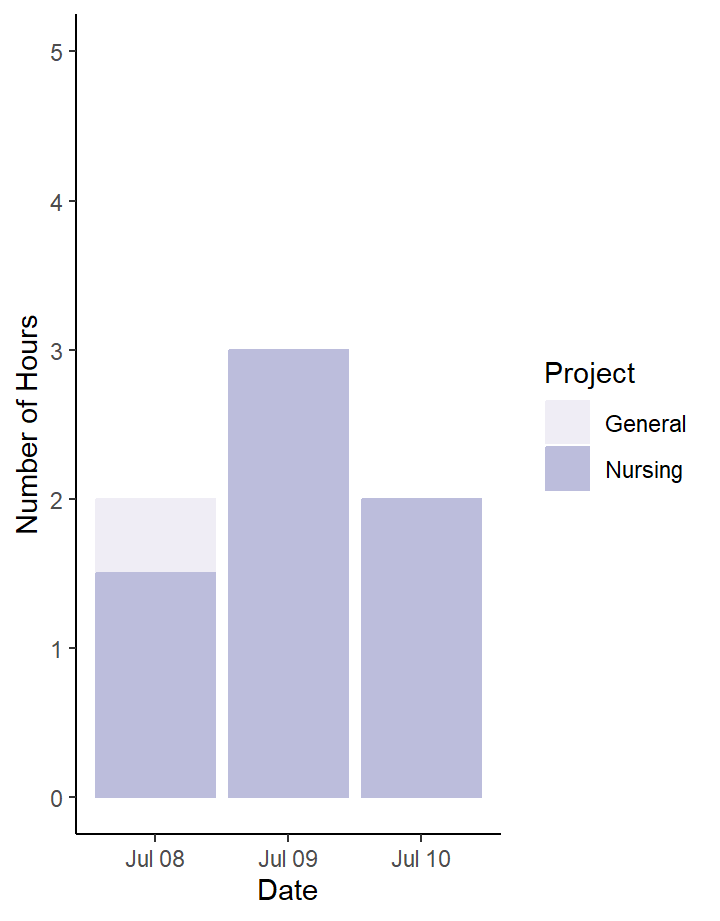 5
4
3
2
1
0
Number of Hours
Jul 08
Jul 09
Jul 10
Date
Project
General
Nursing